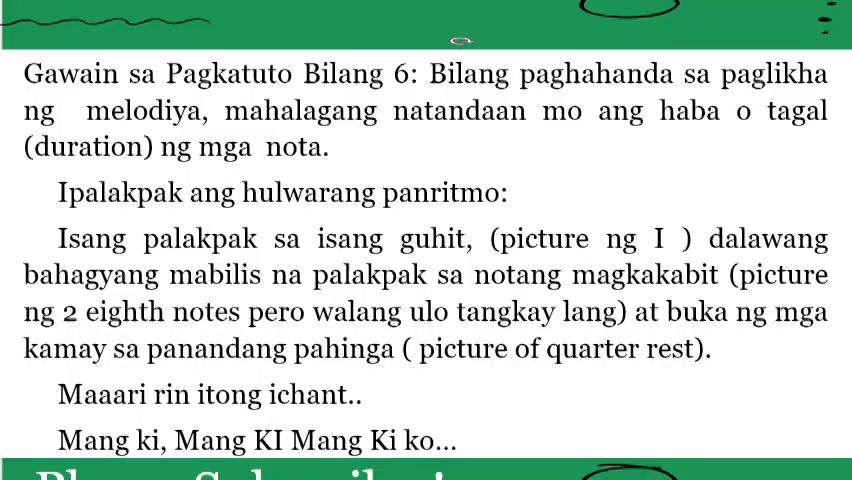 Gawain sa Pagkatuto Bilang 6: Bilang paghahanda sa paglikha
ng melodiya, mahalagang natandaan mo ang haba o tagal
(duration) ng mga nota.
Ipalakpak ang hulwarang panritmo:
Isang palakpak sa isang guhit, (picture ng I ) dalawang
bahagyang mabilis na palakpak sa notang magkakabit (picture
ng 2 eighth notes pero walang ulo tangkay lang) at buka ng mga
kamay sa panandang pahinga ( picture of quarter rest).
Maaari rin itong ichant..
Mang ki, Mang KI Mang Ki ko...